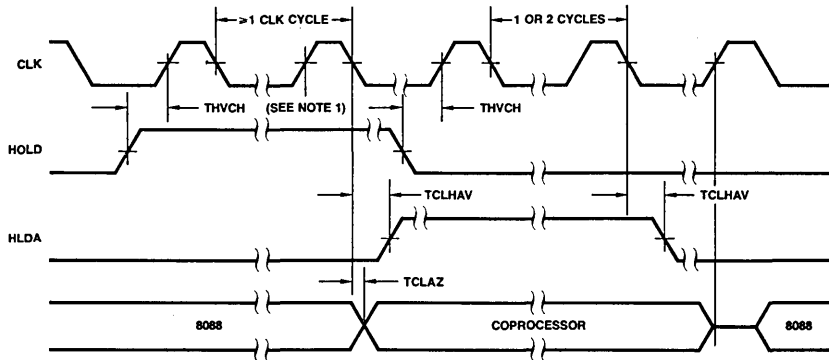 ≥1 CLK CYCLE
1 OR 2 CYCLES
CLK
THVCH
(SEE NOTE 1)
THVCH
HOLD
TCLHAV
TCLHAV
HLDA
TCLAZ
8088
COPROCESSOR
8088